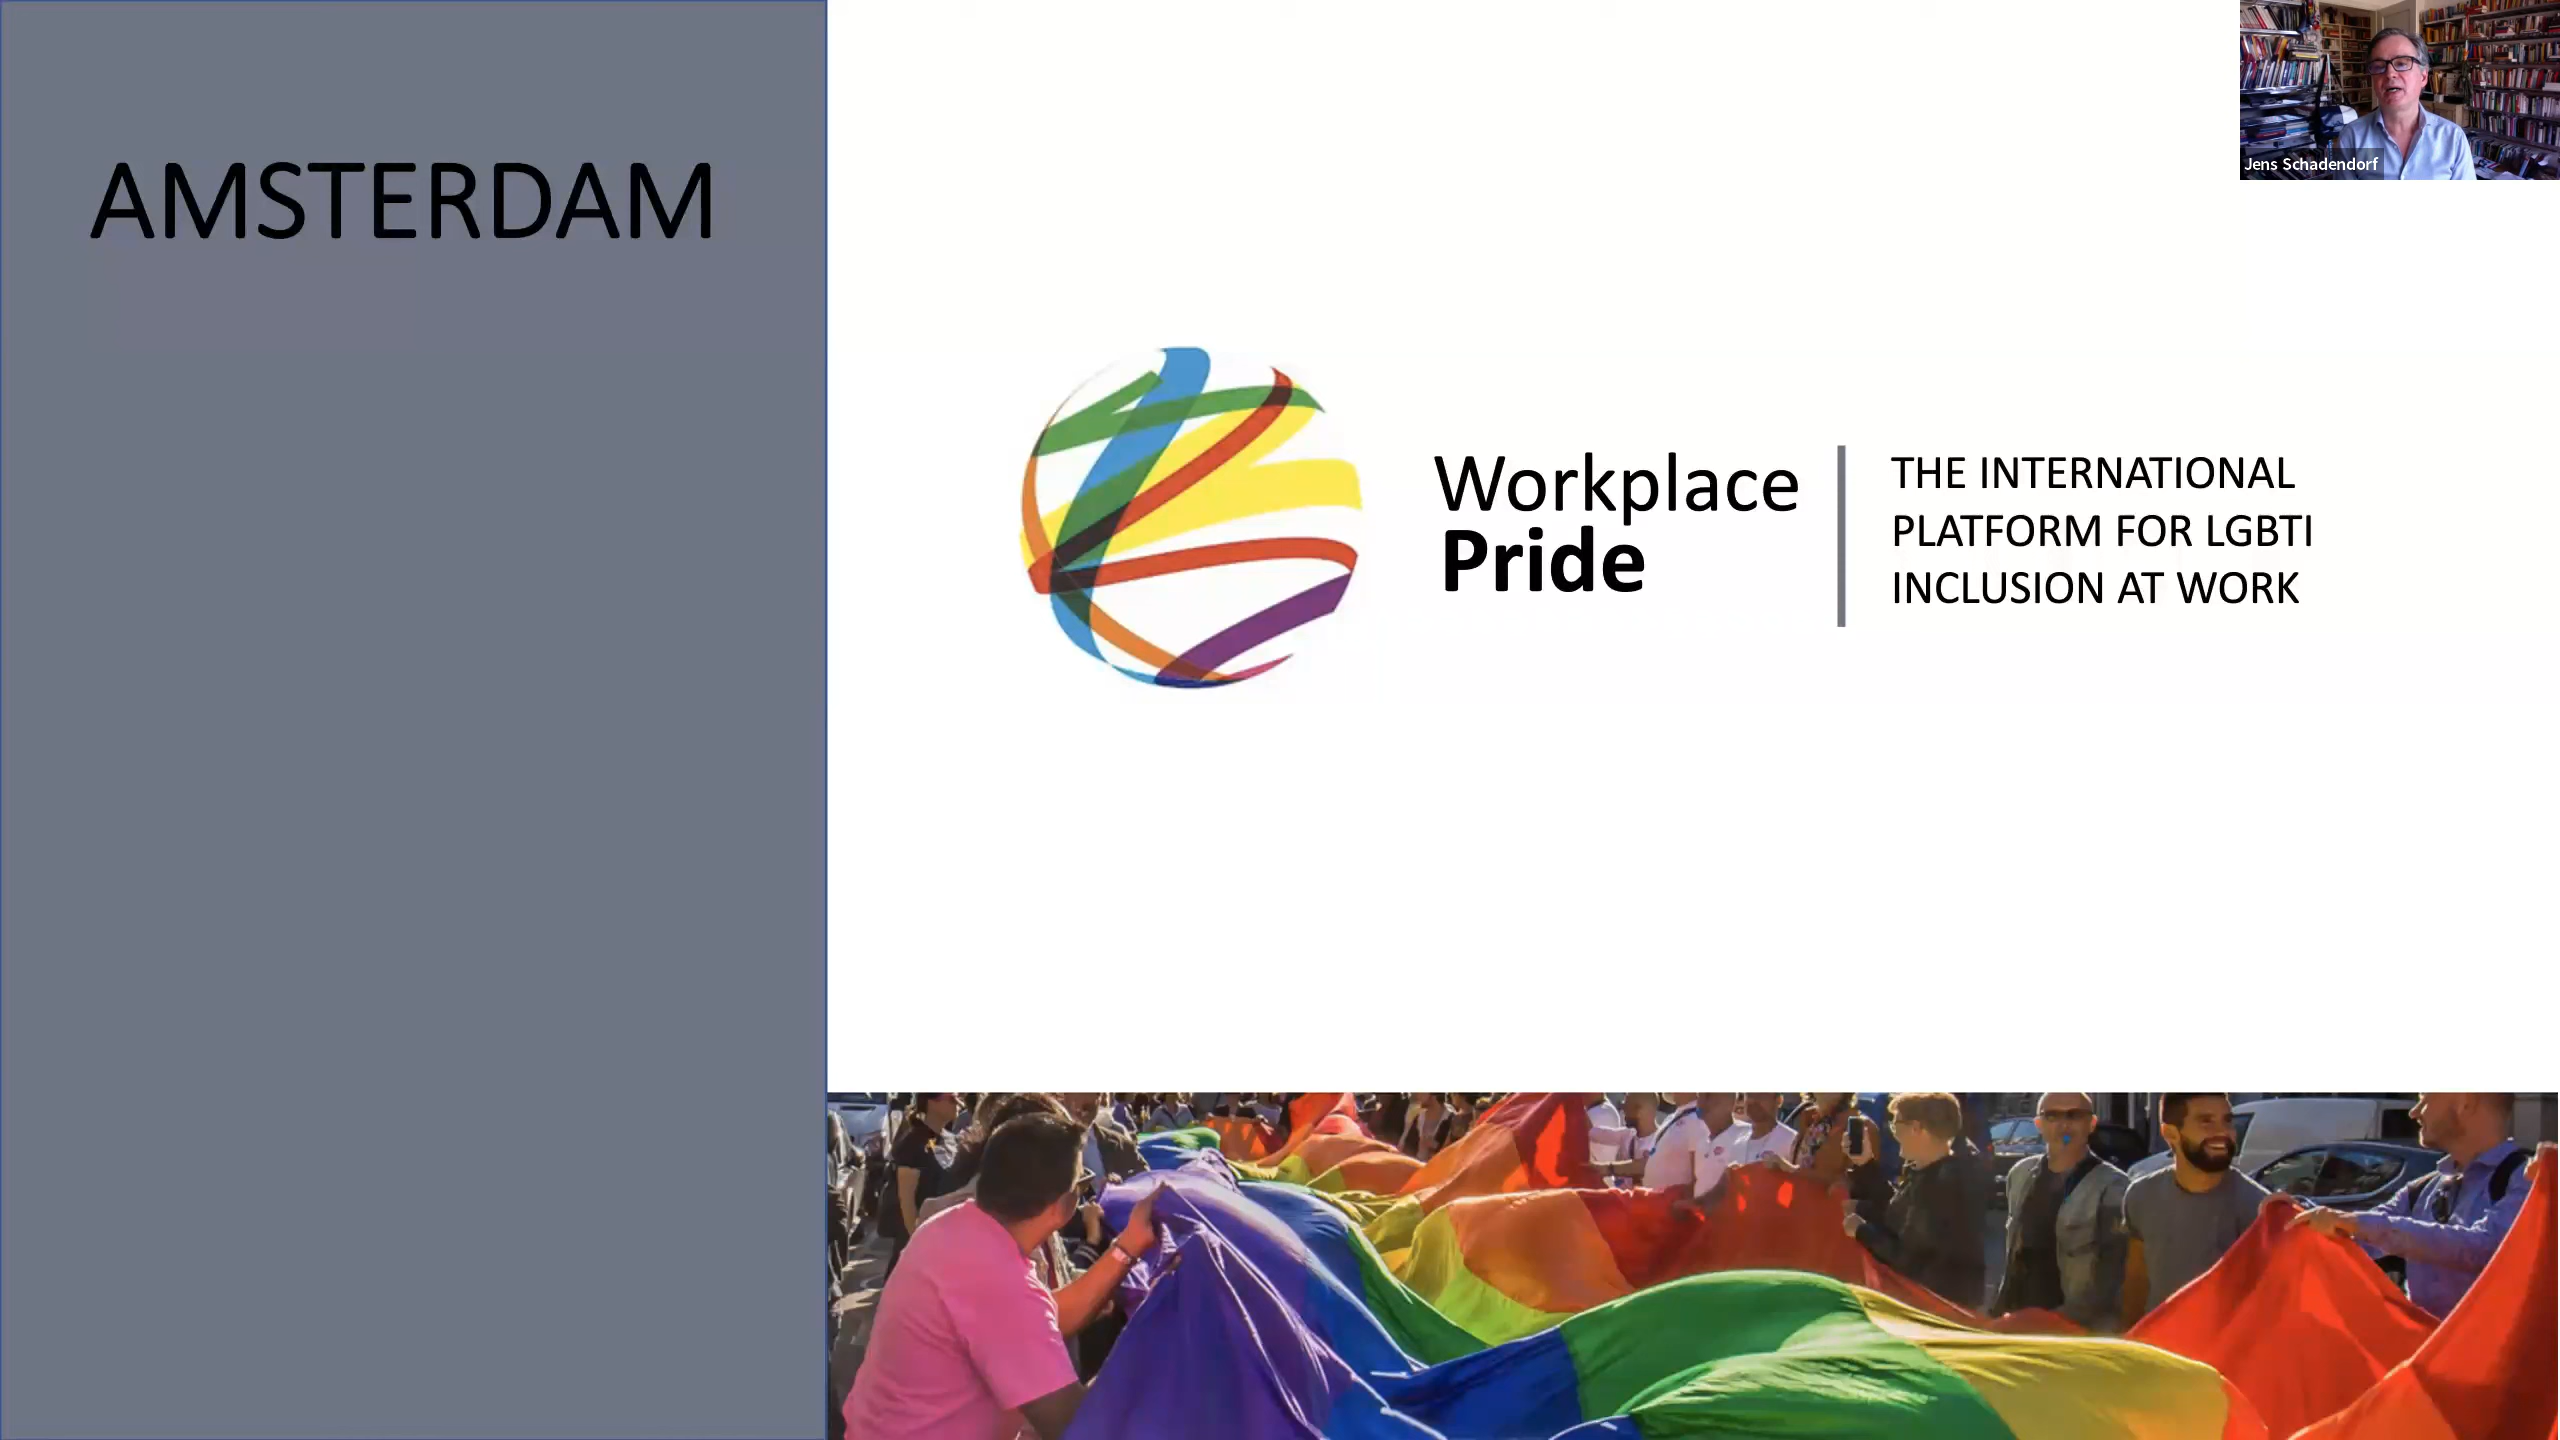 AMSTERDAM
Jens Schadendorf
Workplace
Pride
THE INTERNATIONAL
PLATFORM FOR LGBTI
INCLUSION AT WORK